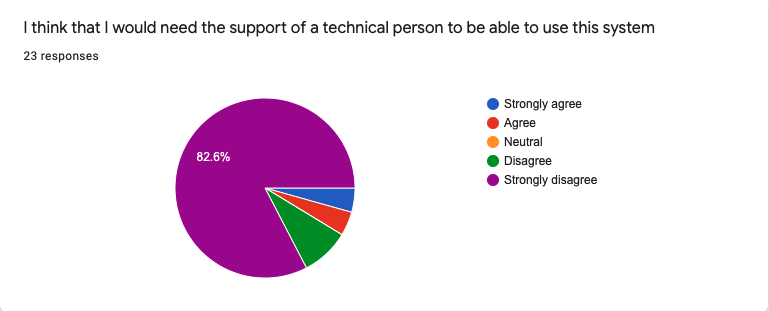 I think that I would need the support of a technical person to be able to use this system
23 responses
82.6%
Strongly agree
Agree
Neutral
Disagree
Strongly disagree